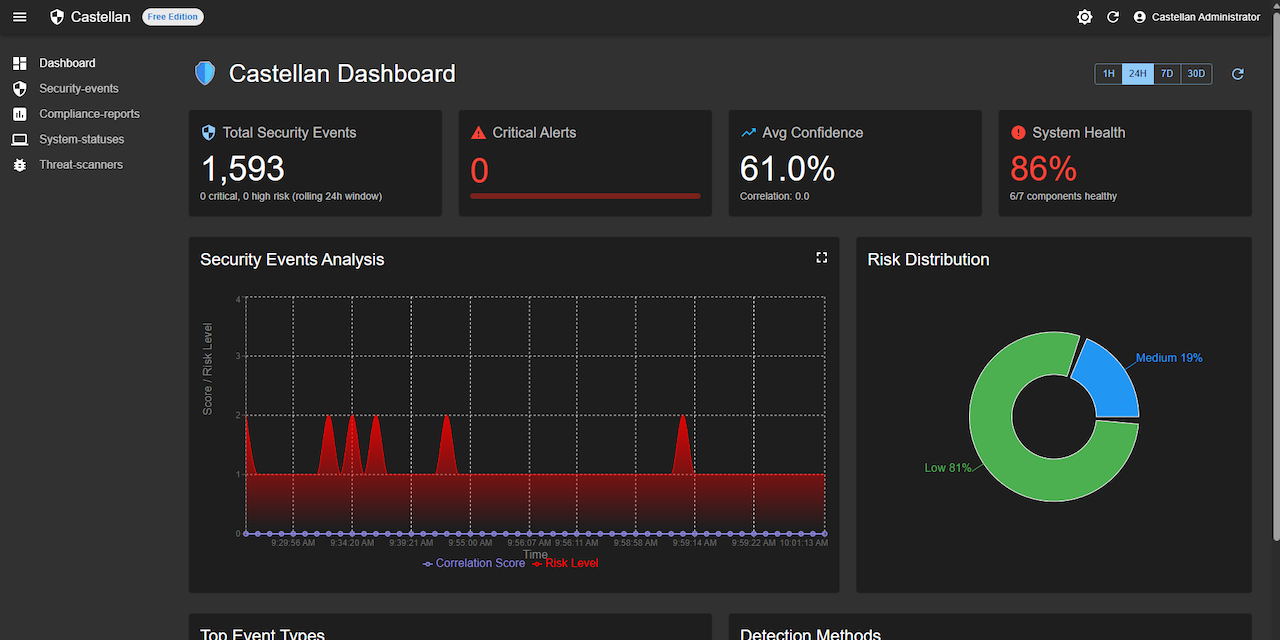 Castellan Free Edition Castellan Administrator
Dashboard
Security-events
Compliance-reports
System-statuses
Threat-scanners
Castellan Dashboard
1H 24H 7D 30D
Total Security Events
1,593
0 critical, 0 high risk (rolling 24h window)
Critical Alerts
0
Avg Confidence
61.0%
Correlation: 0.0
System Health
86%
6/7 components healthy
Security Events Analysis
4
3
2
1
0
Score / Risk Level
9:29:56 AM 9:34:20 AM 9:39:21 AM 9:55:00 AM 9:56:07 AM 9:56:11 AM 9:58:58 AM 9:59:14 AM 9:59:22 AM 10:01:13 AM
Time
Correlation Score Risk Level
Risk Distribution
Medium 19%
Low 81%
Top Event Types
Detection Methods